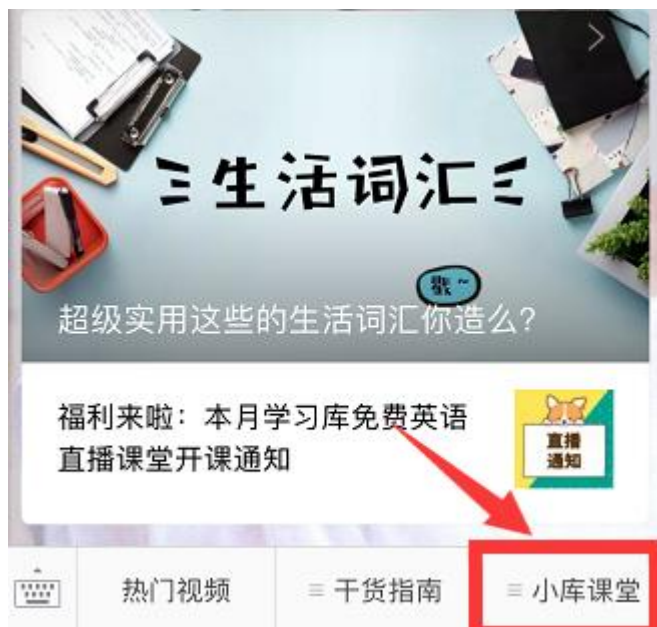 生活词汇
超级实用这些的生活词汇你造么?
福利来啦：本月学习库免费英语
直播课堂开课通知
直播
通知
热门视频
干货指南
小库课堂